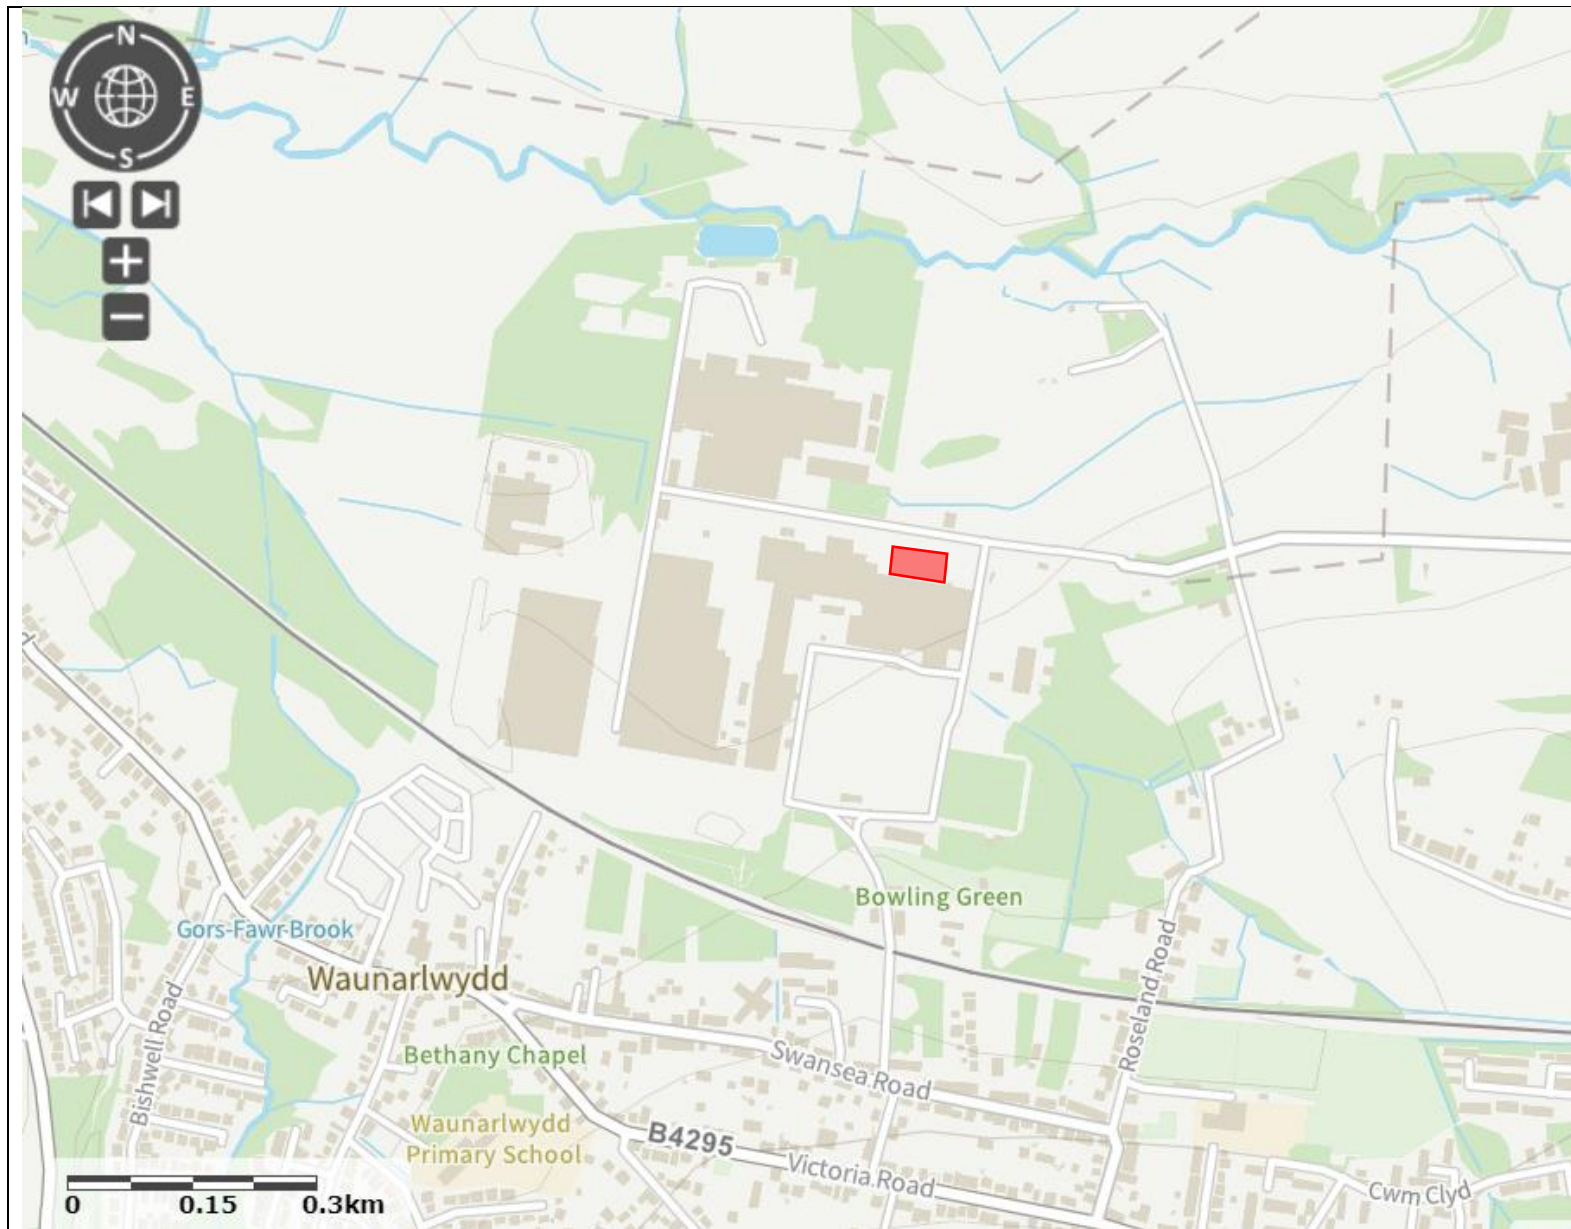 N
W
E
S
Bowling Green
Gors-Fawr-Brook
Waunarlwydd
Roseland Road
Bishwell Road
Bethany Chapel
Swansea Road
Waunarlwydd
Primary School
B4295
Victoria Road
Cwm Clyd
0 0.15 0.3km